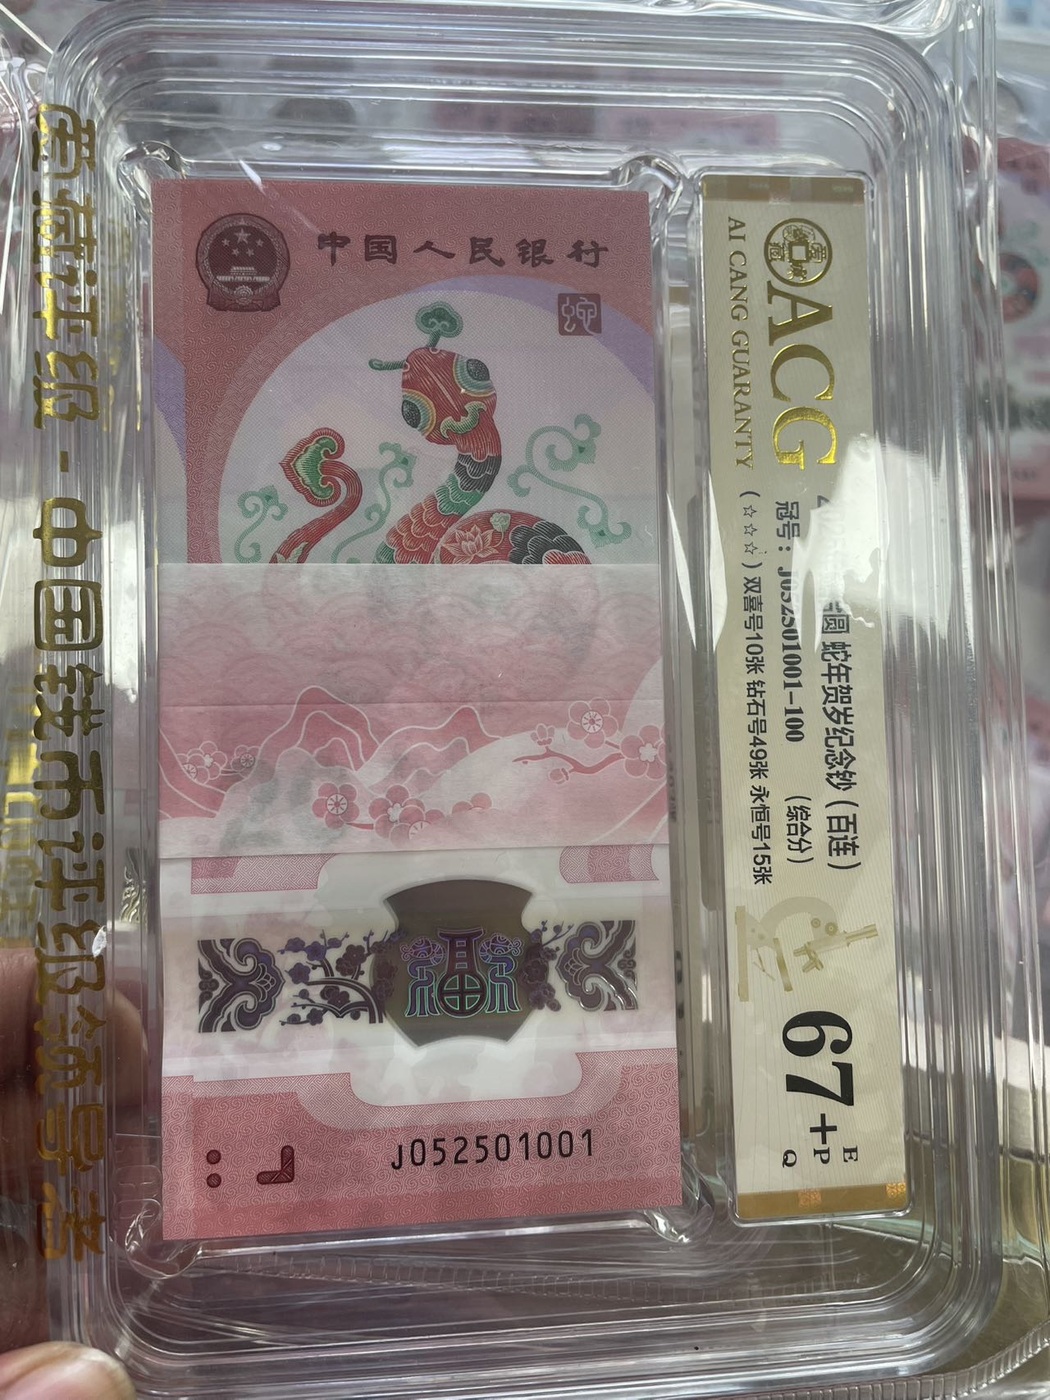 爱藏评级 - 中国钱币评级领导者
中国人民银行
J052501001
ACG
AI CANG GUARANTY
圆 蛇年贺岁纪念钞 (百连)
冠号: J052501001-100 (综合分)
(☆☆☆) 双喜号10张 钻石号49张 永恒号15张
67+
E
P
Q